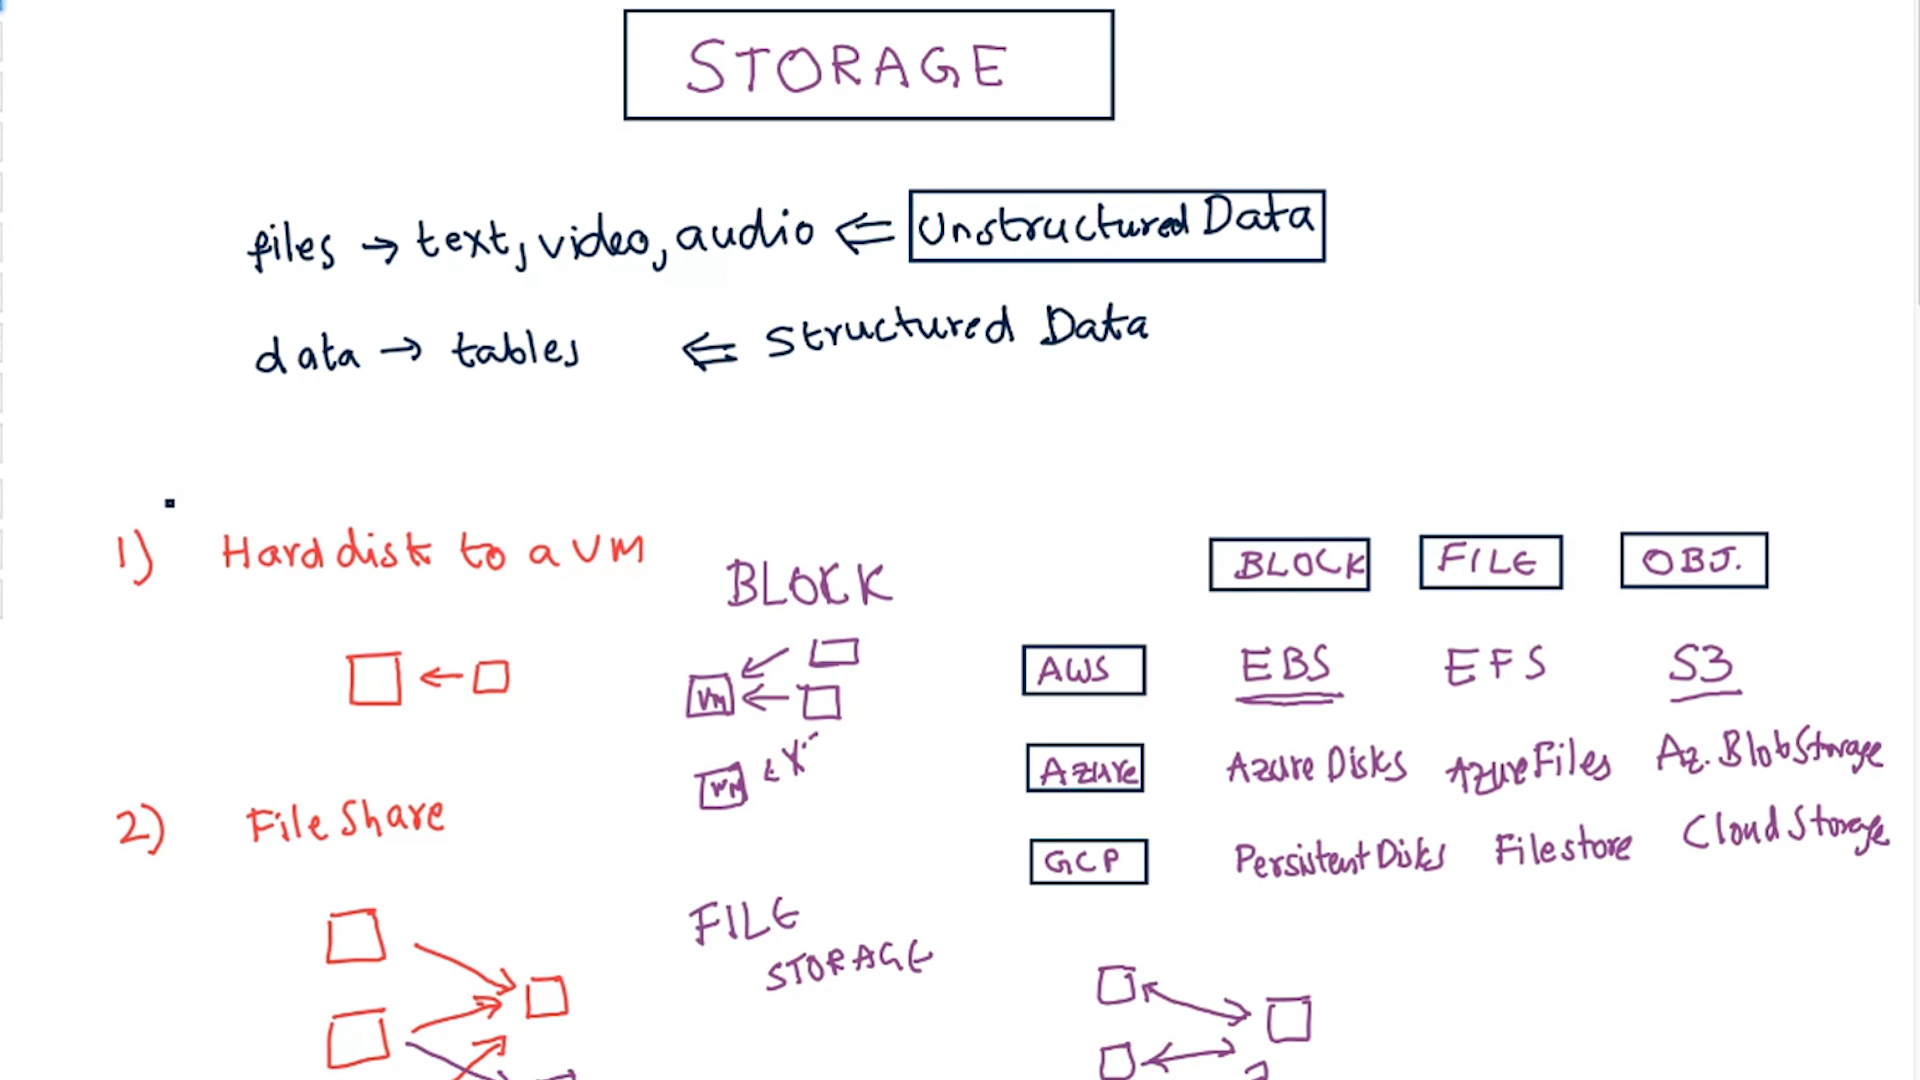 STORAGE
files → text, video, audio ⇐ Unstructured Data
data → tables ⇐ Structured Data
1) Hard disk to a VM
BLOCK
VM
VM
2) File Share
FILE
STORAGE
BLOCK FILE OBJ.
AWS EBS EFS S3
Azure Azure Disks Azure Files Az. Blob Storage
GCP Persistent Disks Filestore Cloud Storage